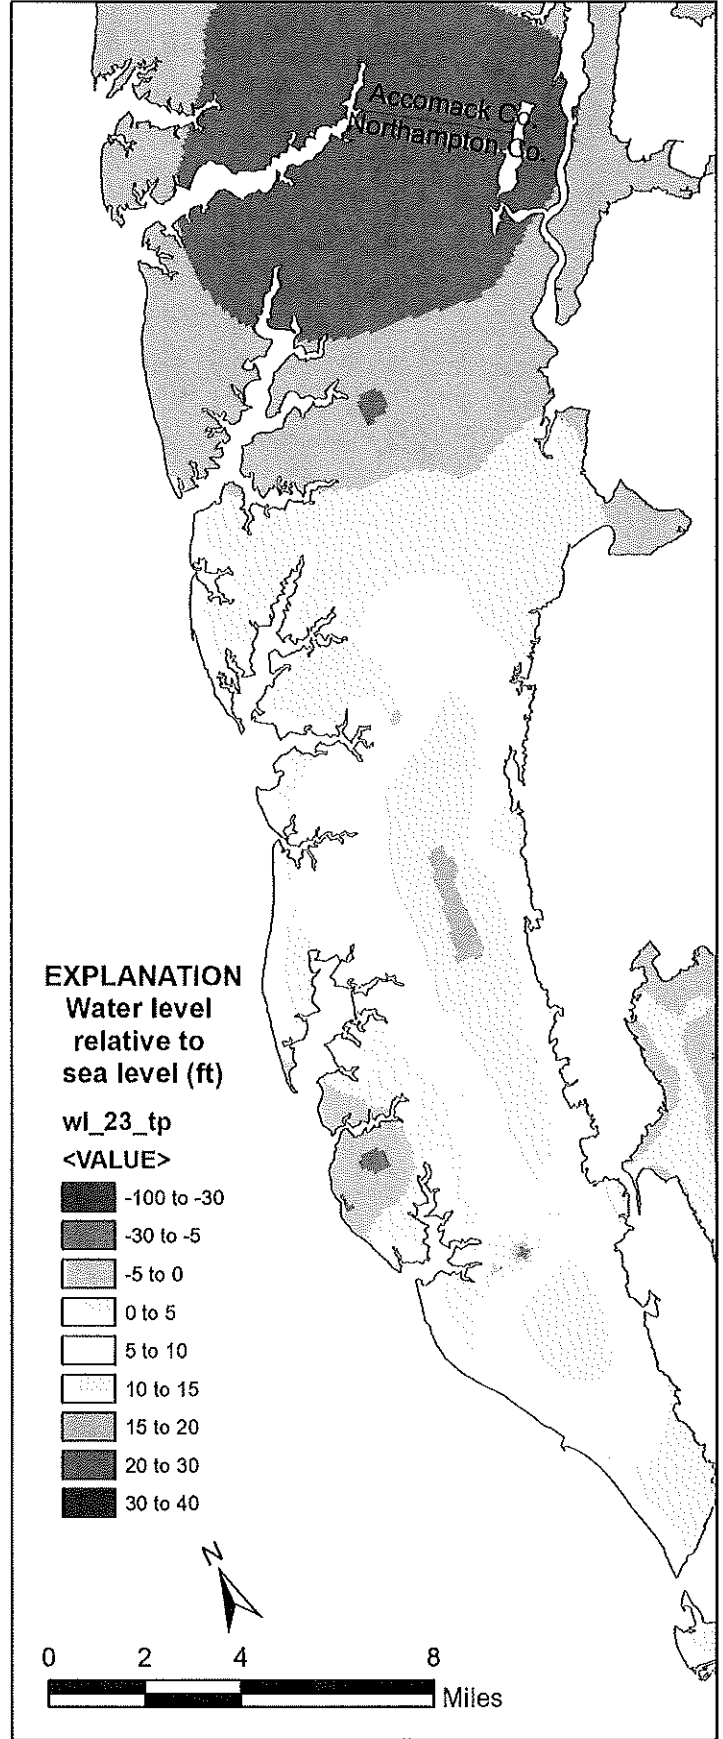 Accomack Co.
Northampton Co.
EXPLANATION
Water level
relative to
sea level (ft)
wl_23_tp
<VALUE>
-100 to -30
-30 to -5
-5 to 0
0 to 5
5 to 10
10 to 15
15 to 20
20 to 30
30 to 40
N
0 2 4 8
Miles